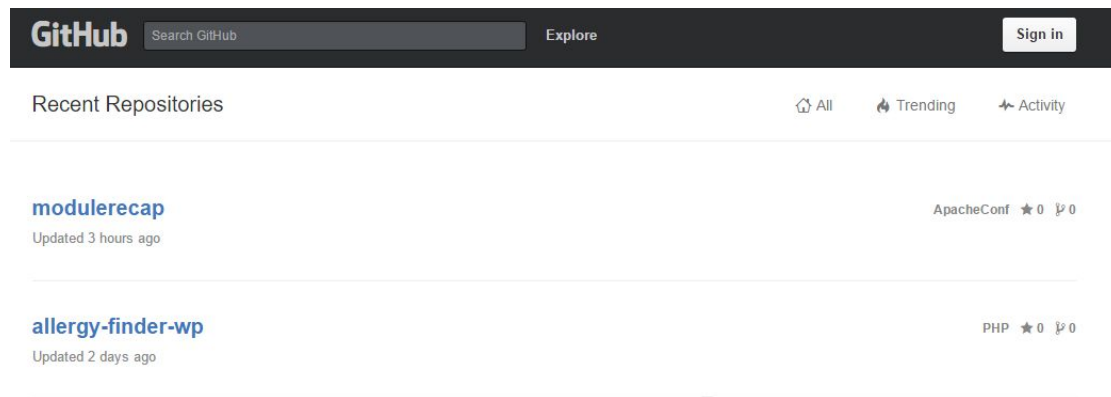 GitHub Search GitHub Explore Sign in
Recent Repositories All Trending Activity
modulerecap ApacheConf 0 0
Updated 3 hours ago
allergy-finder-wp PHP 0 0
Updated 2 days ago